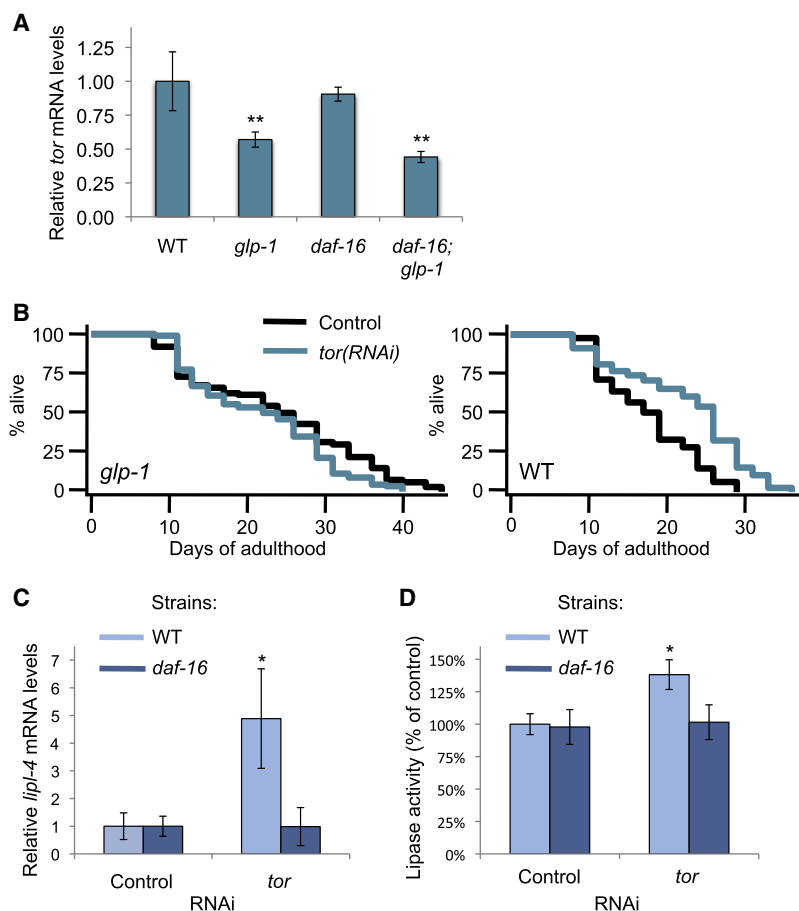 A
Relative tor mRNA levels
1.25
1.00
0.75
0.50
0.25
0.00
**
**
WT
glp-1
daf-16
daf-16;
glp-1
B
Control
tor(RNAi)
% alive
100
75
50
25
0
glp-1
0
10
20
30
40
Days of adulthood
% alive
100
75
50
25
0
WT
0
10
20
30
Days of adulthood
C
Strains:
WT
daf-16
Relative lipl-4 mRNA levels
7
6
5
4
3
2
1
0
*
Control
tor
RNAi
D
Strains:
WT
daf-16
Lipase activity (% of control)
150%
125%
100%
75%
50%
25%
0%
*
Control
tor
RNAi